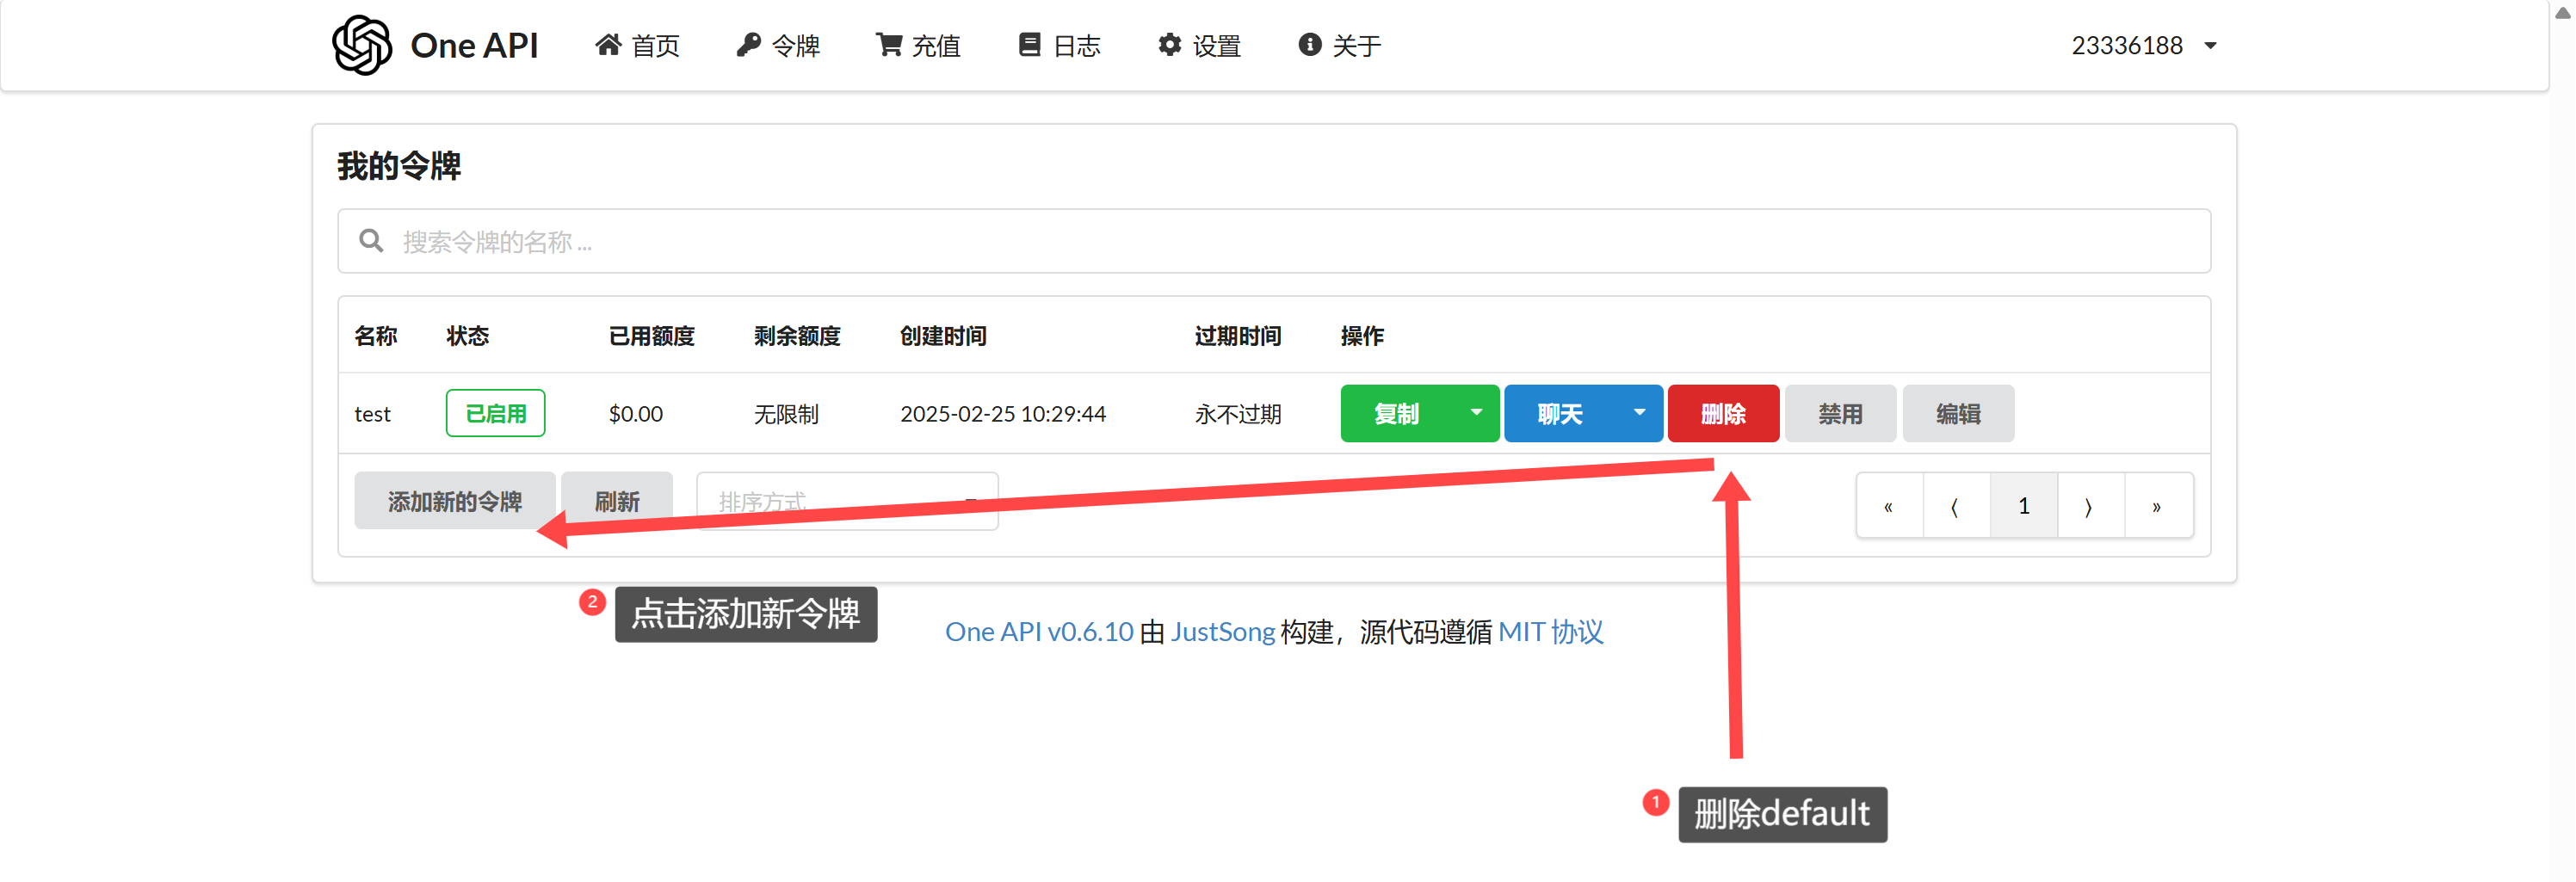 One API 首页 令牌 充值 日志 设置 关于 23336188
我的令牌
搜索令牌的名称 ...
名称 状态 已用额度 剩余额度 创建时间 过期时间 操作
test 已启用 $0.00 无限制 2025-02-25 10:29:44 永不过期 复制 聊天 删除 禁用 编辑
添加新的令牌 刷新 排序方式 « ⟨ 1 ⟩ »
2 点击添加新令牌
One API v0.6.10 由 JustSong 构建，源代码遵循 MIT 协议
1 删除default